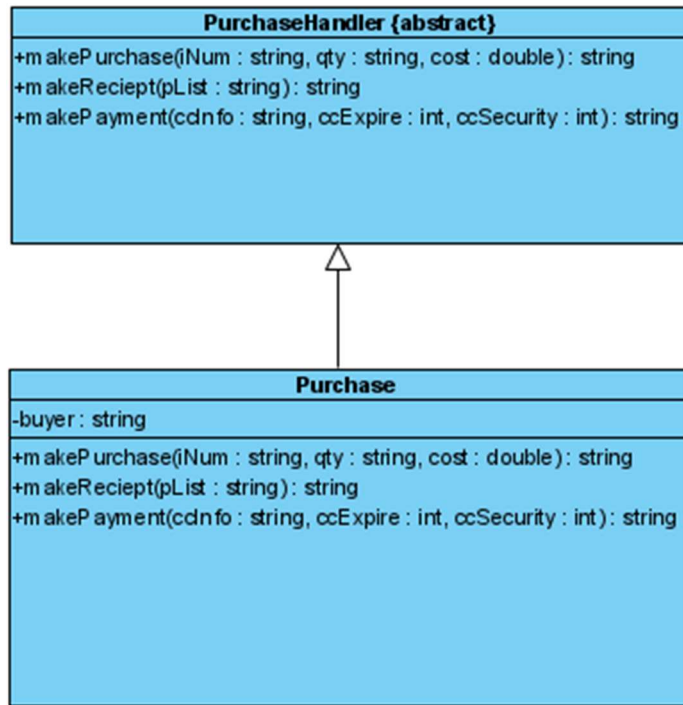 PurchaseHandler {abstract}
+makePurchase(iNum : string, qty : string, cost : double) : string
+makeReciept(pList : string) : string
+makePayment(ccInfo : string, ccExpire : int, ccSecurity : int) : string
Purchase
-buyer : string
+makePurchase(iNum : string, qty : string, cost : double) : string
+makeReciept(pList : string) : string
+makePayment(ccInfo : string, ccExpire : int, ccSecurity : int) : string